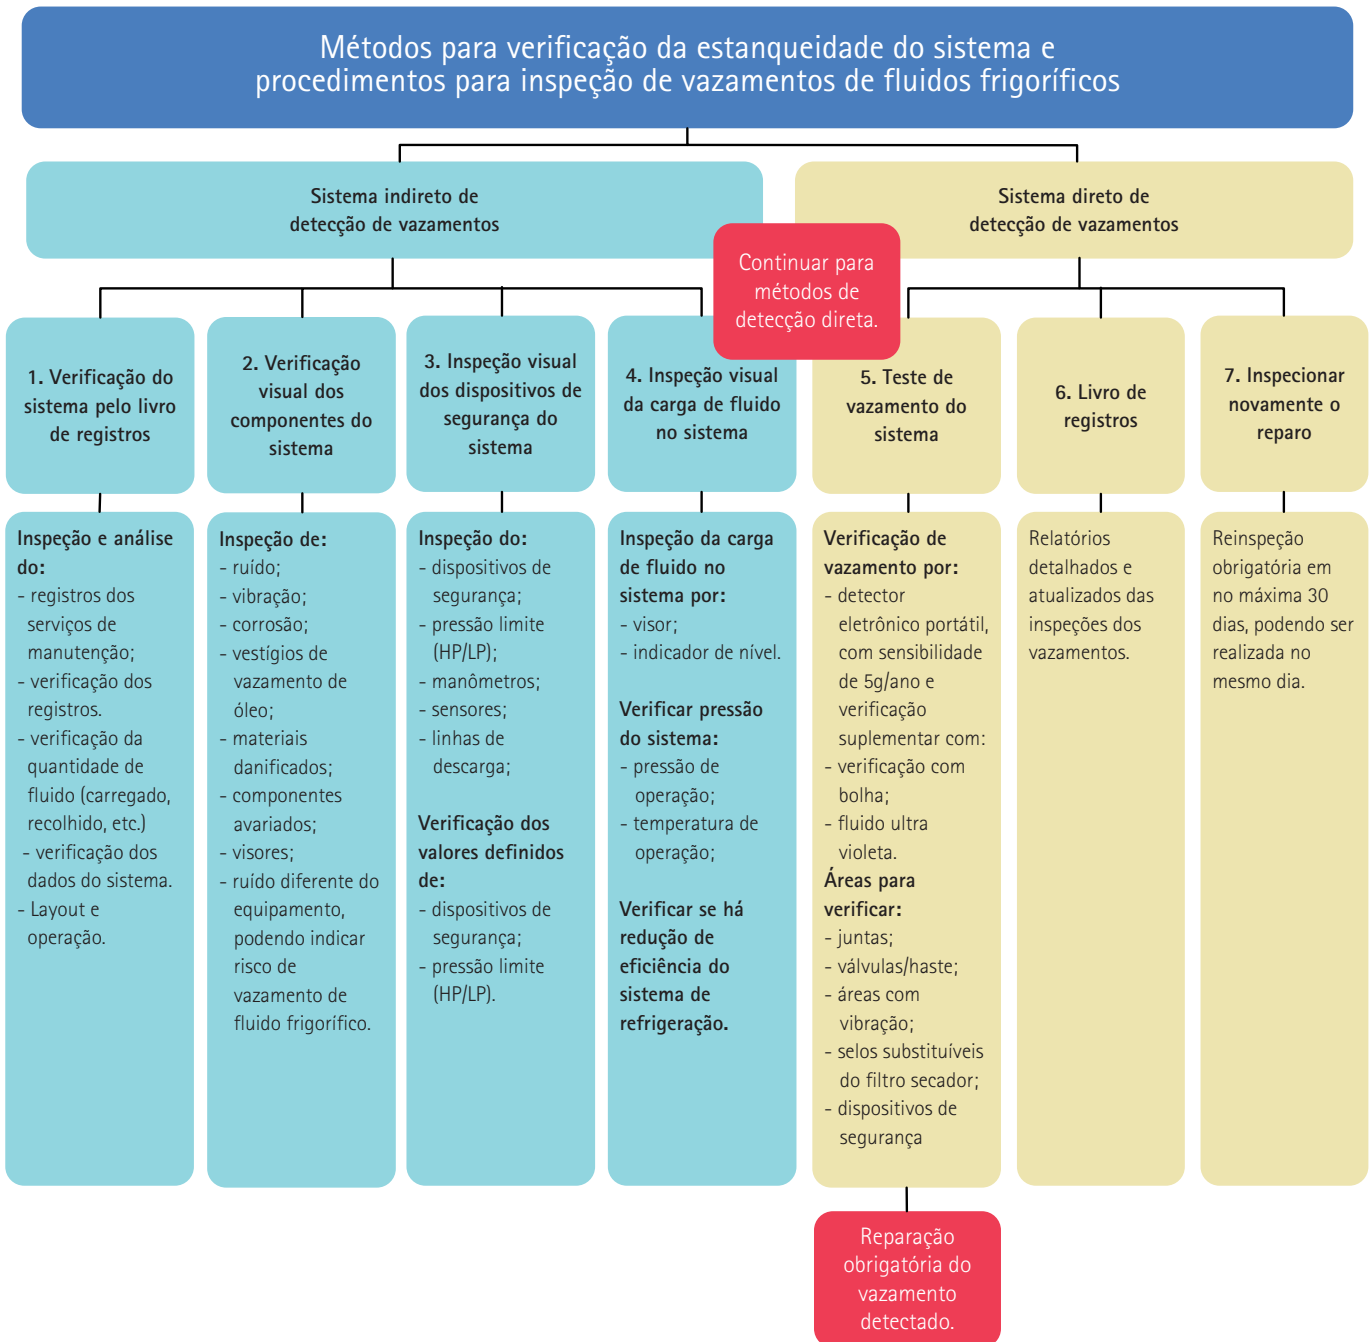 Métodos para verificação da estanqueidade do sistema e
procedimentos para inspeção de vazamentos de fluidos frigoríficos
Sistema indireto de
detecção de vazamentos
Sistema direto de
detecção de vazamentos
Continuar para
métodos de
detecção direta.
1. Verificação do
sistema pelo livro
de registros
2. Verificação
visual dos
componentes do
sistema
3. Inspeção visual
dos dispositivos de
segurança do
sistema
4. Inspeção visual
da carga de fluido
no sistema
5. Teste de
vazamento do
sistema
6. Livro de
registros
7. Inspecionar
novamente o
reparo
Inspeção e análise
do:
- registros dos
serviços de
manutenção;
- verificação dos
registros.
- verificação da
quantidade de
fluido (carregado,
recolhido, etc.)
- verificação dos
dados do sistema.
- Layout e
operação.
Inspeção de:
- ruído;
- vibração;
- corrosão;
- vestígios de
vazamento de
óleo;
- materiais
danificados;
- componentes
avariados;
- visores;
- ruído diferente do
equipamento,
podendo indicar
risco de
vazamento de
fluido frigorífico.
Inspeção do:
- dispositivos de
segurança;
- pressão limite
(HP/LP);
- manômetros;
- sensores;
- linhas de
descarga;
Verificação dos
valores definidos
de:
- dispositivos de
segurança;
- pressão limite
(HP/LP).
Inspeção da carga
de fluido no
sistema por:
- visor;
- indicador de nível.
Verificar pressão
do sistema:
- pressão de
operação;
- temperatura de
operação;
Verificar se há
redução de
eficiência do
sistema de
refrigeração.
Verificação de
vazamento por:
- detector
eletrônico portátil,
com sensibilidade
de 5g/ano e
verificação
suplementar com:
- verificação com
bolha;
- fluido ultra
violeta.
Áreas para
verificar:
- juntas;
- válvulas/haste;
- áreas com
vibração;
- selos substituíveis
do filtro secador;
- dispositivos de
segurança
Relatórios
detalhados e
atualizados das
inspeções dos
vazamentos.
Reinspeção
obrigatória em
no máxima 30
dias, podendo ser
realizada no
mesmo dia.
Reparação
obrigatória do
vazamento
detectado.